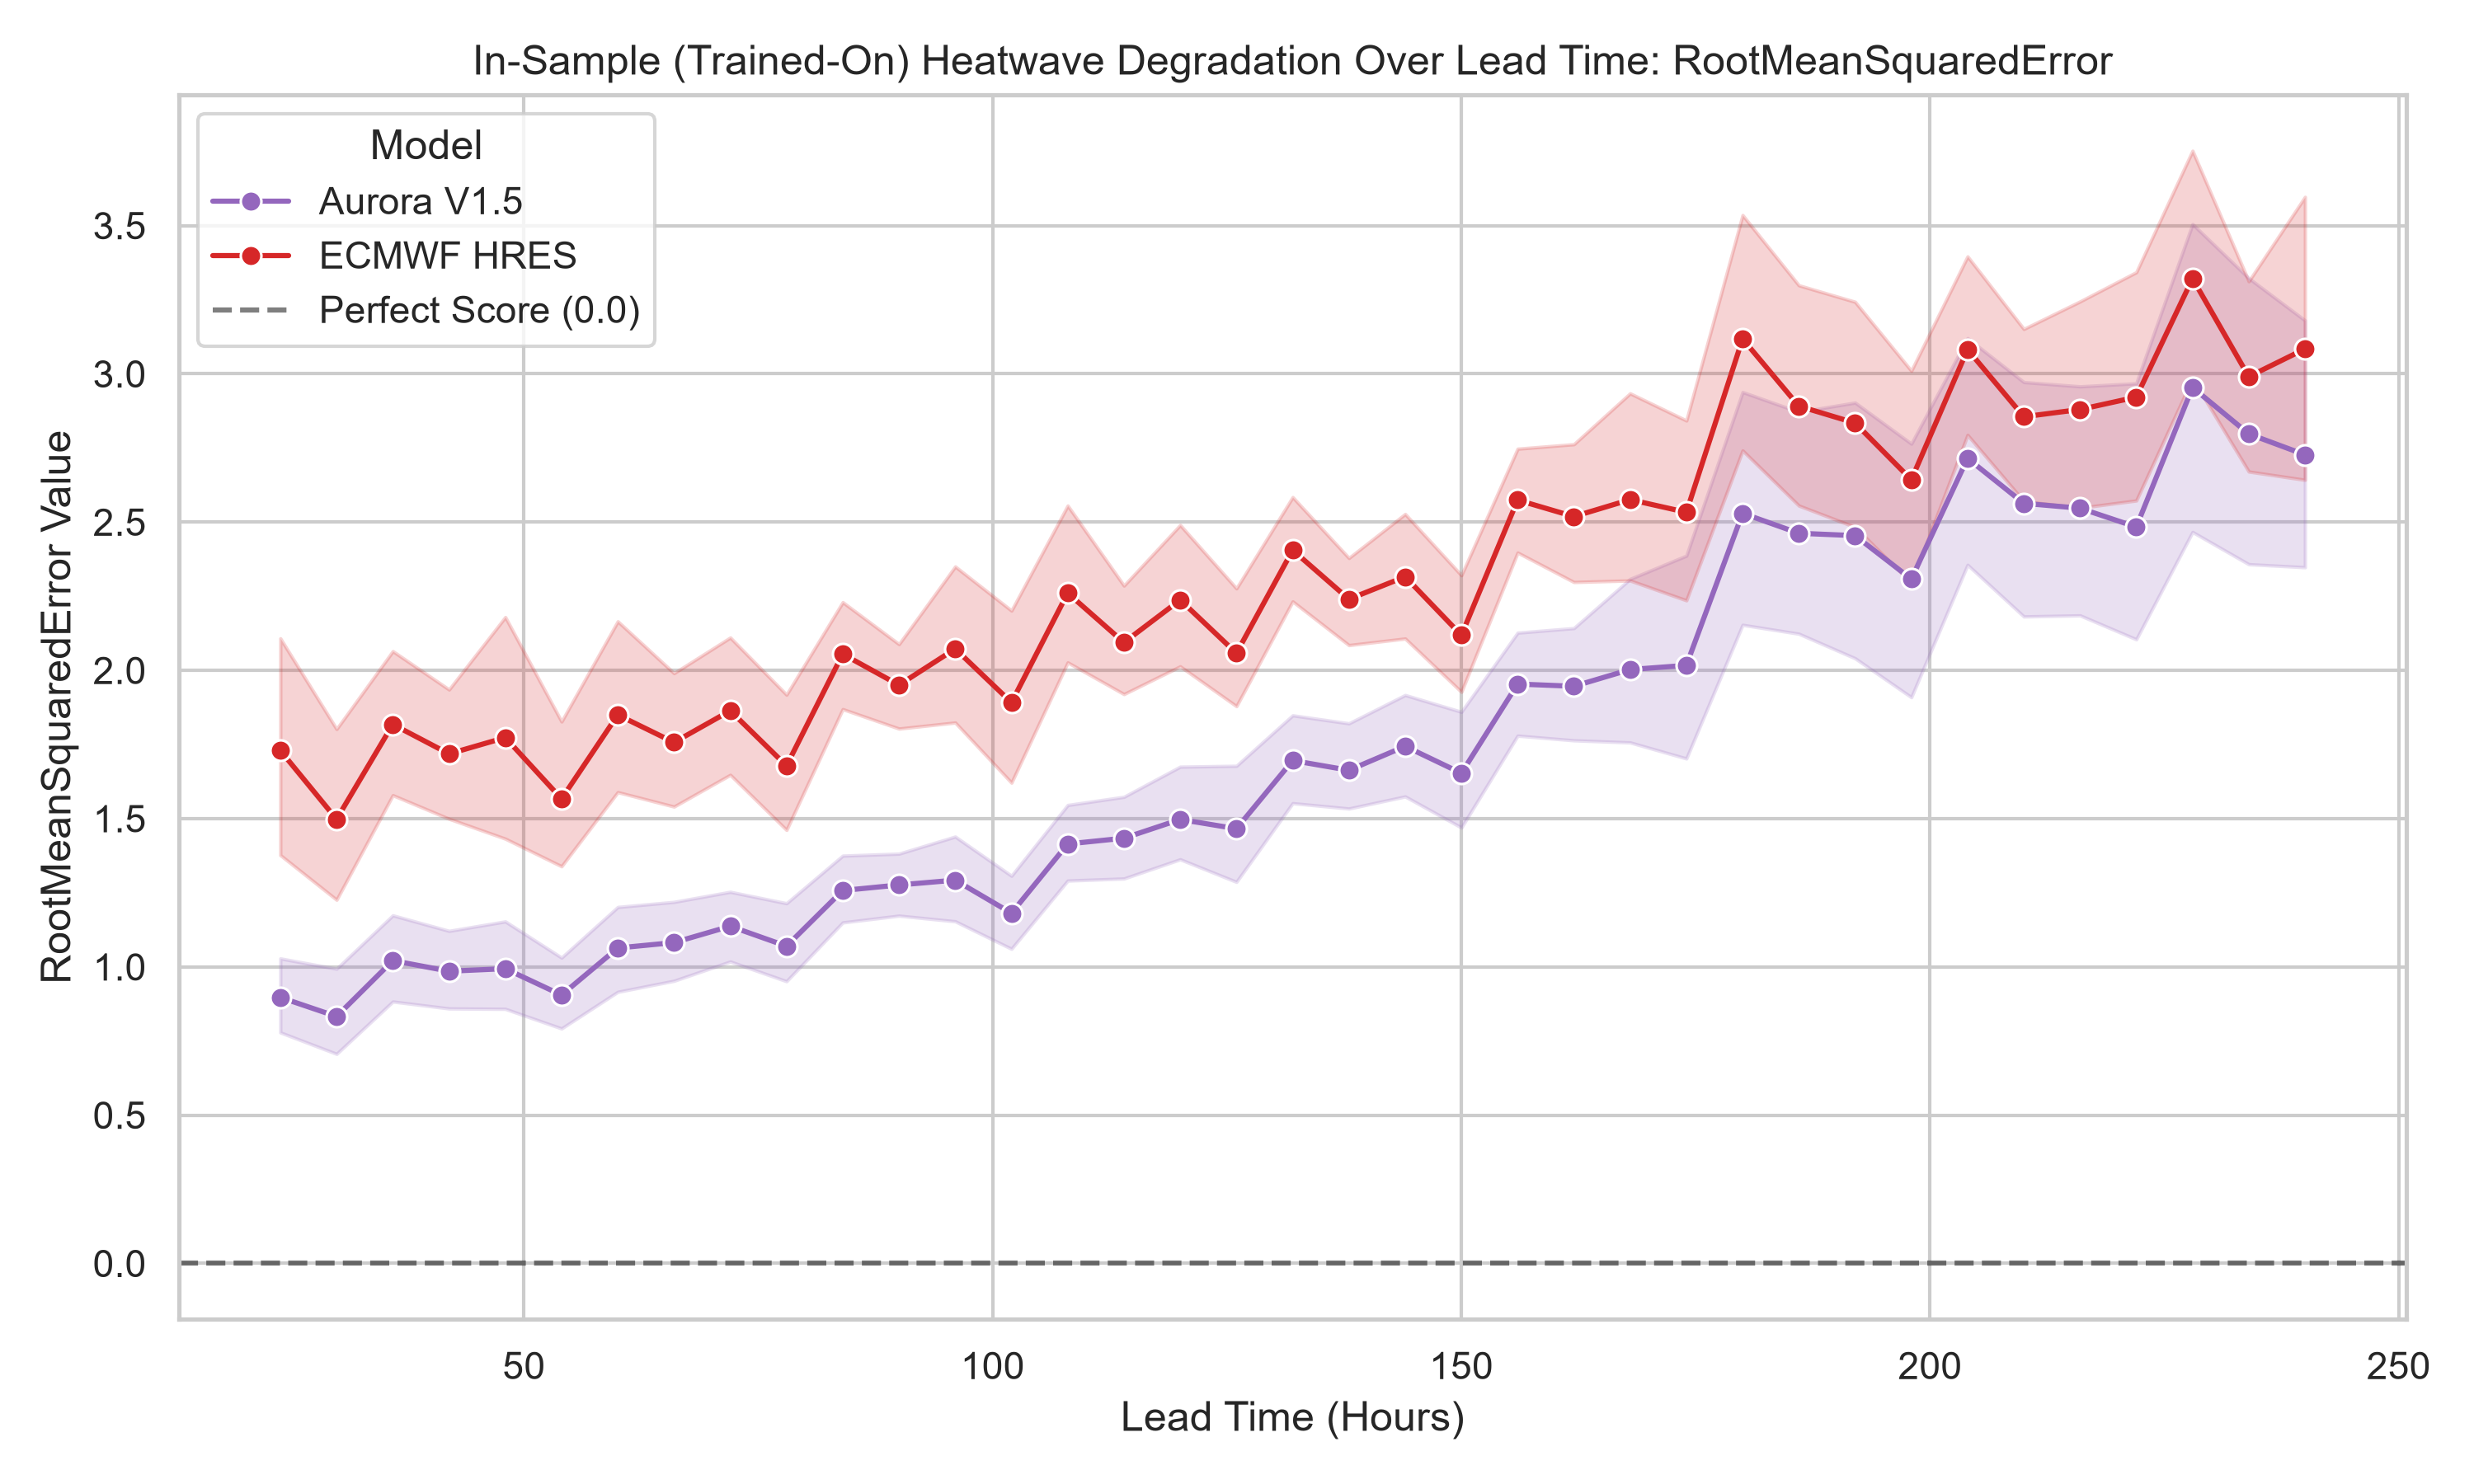 In-Sample (Trained-On) Heatwave Degradation Over Lead Time: RootMeanSquaredError
Model
Aurora V1.5
ECMWF HRES
Perfect Score (0.0)
RootMeanSquaredError Value
3.5
3.0
2.5
2.0
1.5
1.0
0.5
0.0
50
100
150
200
250
Lead Time (Hours)